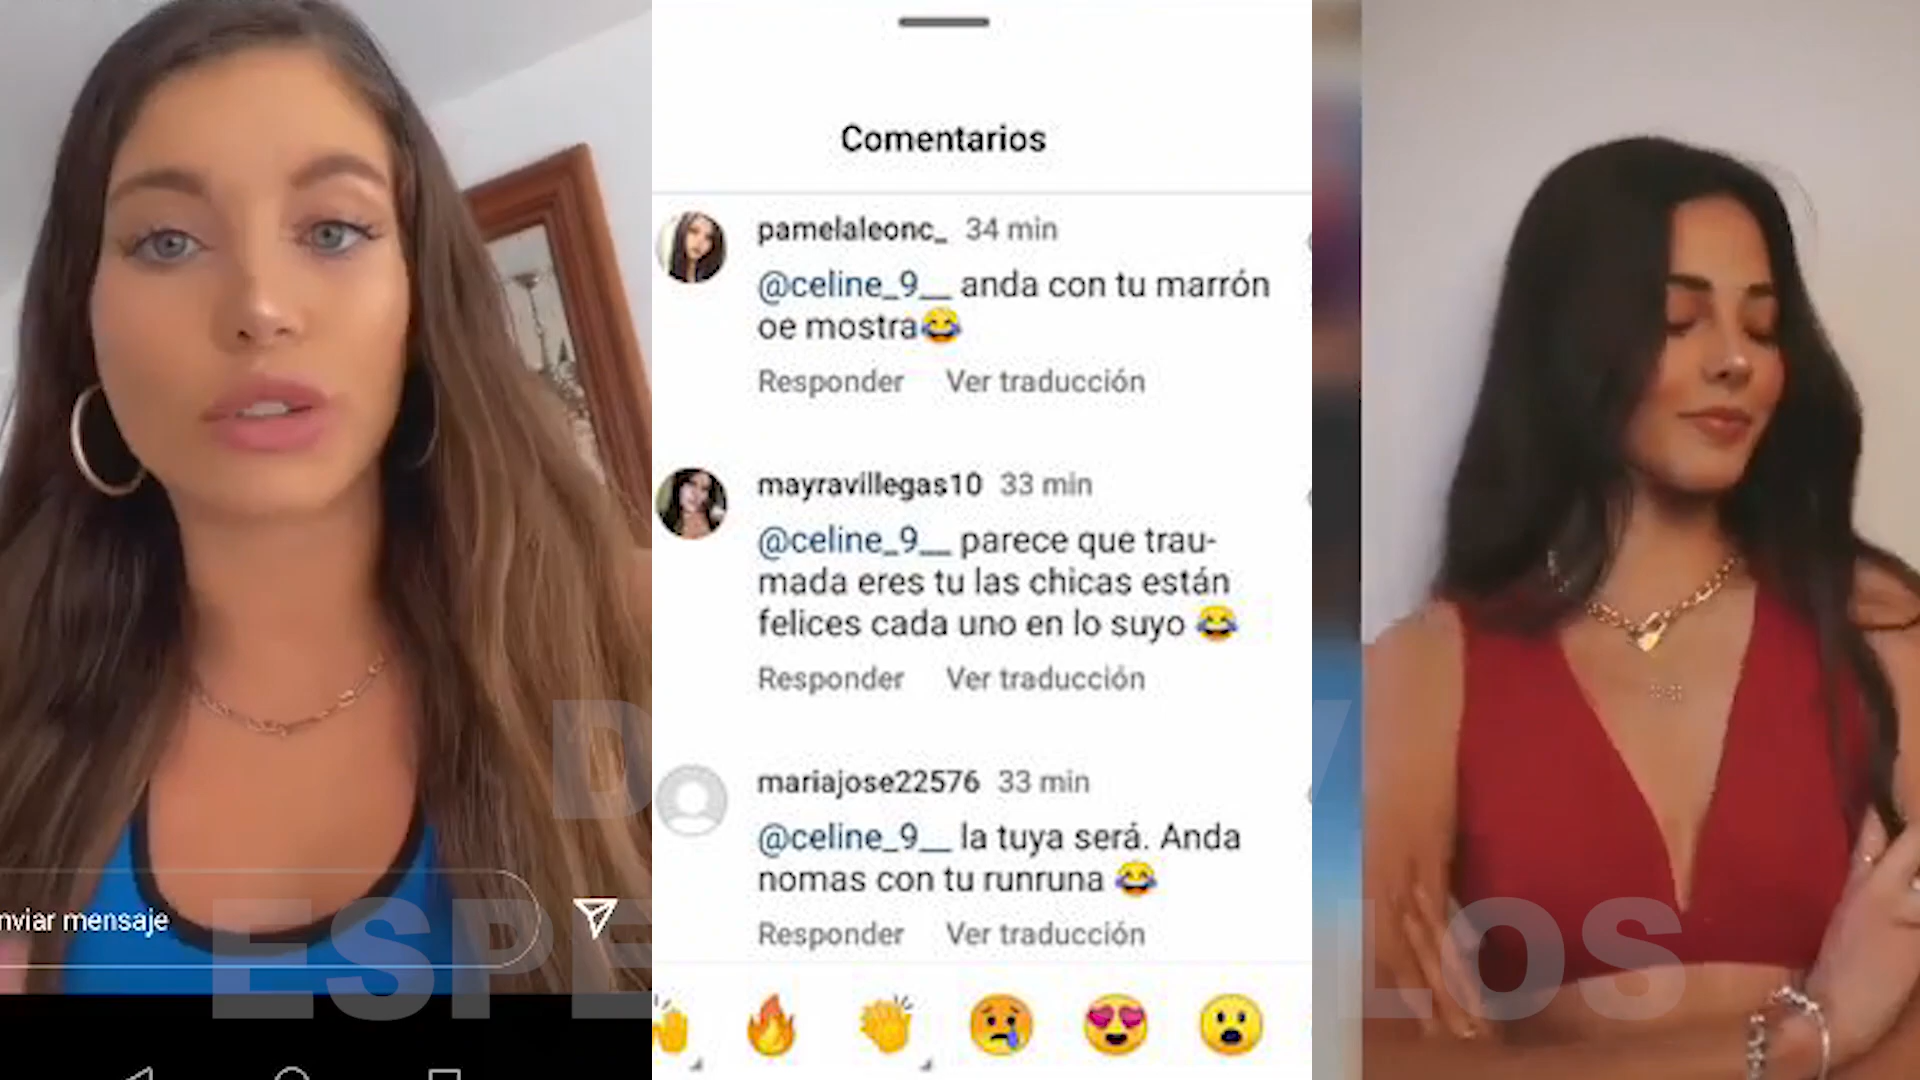 Comentarios
pamelaleonc_ 34 min
@celine_9__ anda con tu marrón
oe mostra😂
Responder Ver traducción
mayravillegas10 33 min
@celine_9__ parece que trau-
mada eres tu las chicas están
felices cada uno en lo suyo 😂
Responder Ver traducción
mariajose22576 33 min
@celine_9__ la tuya será. Anda
nomas con tu runruna 😂
Responder Ver traducción
nviar mensaje
D
ESPE LOS